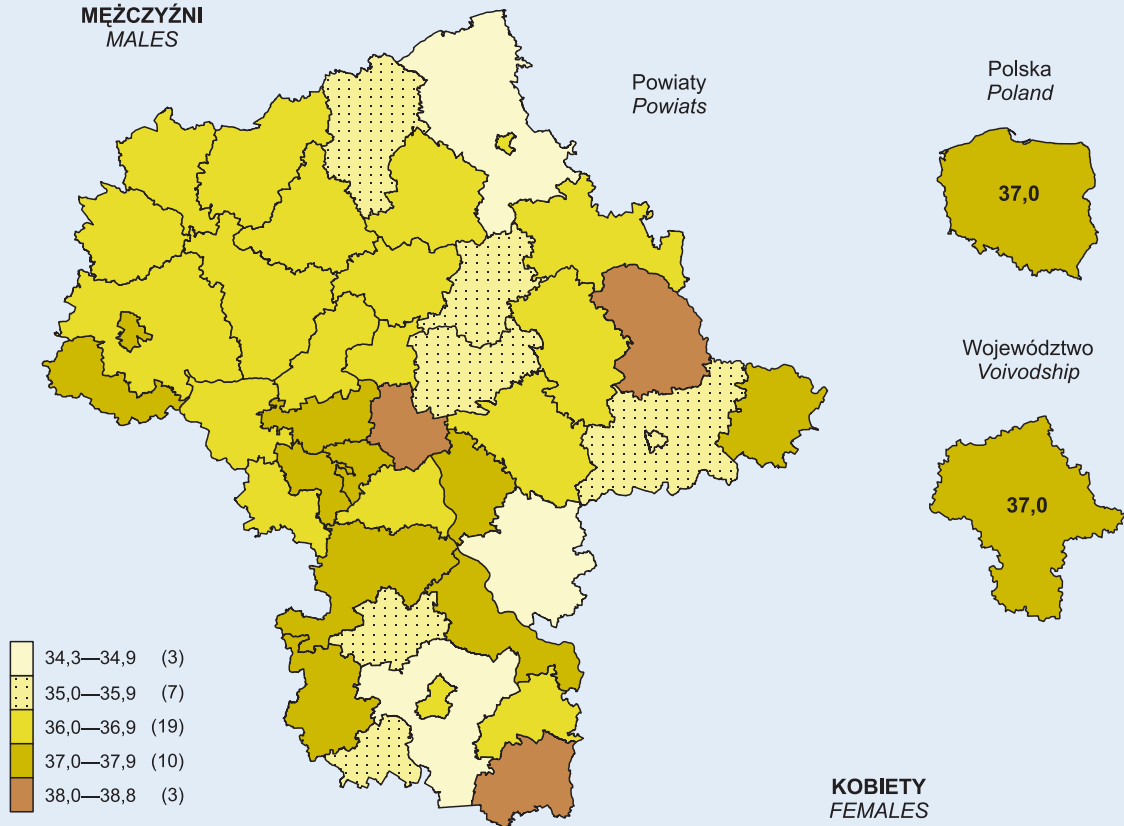 MĘŻCZYŹNI
MALES
Powiaty
Powiats
Polska
Poland
37,0
Województwo
Voivodship
37,0
34,3—34,9 (3)
35,0—35,9 (7)
36,0—36,9 (19)
37,0—37,9 (10)
38,0—38,8 (3)
KOBIETY
FEMALES